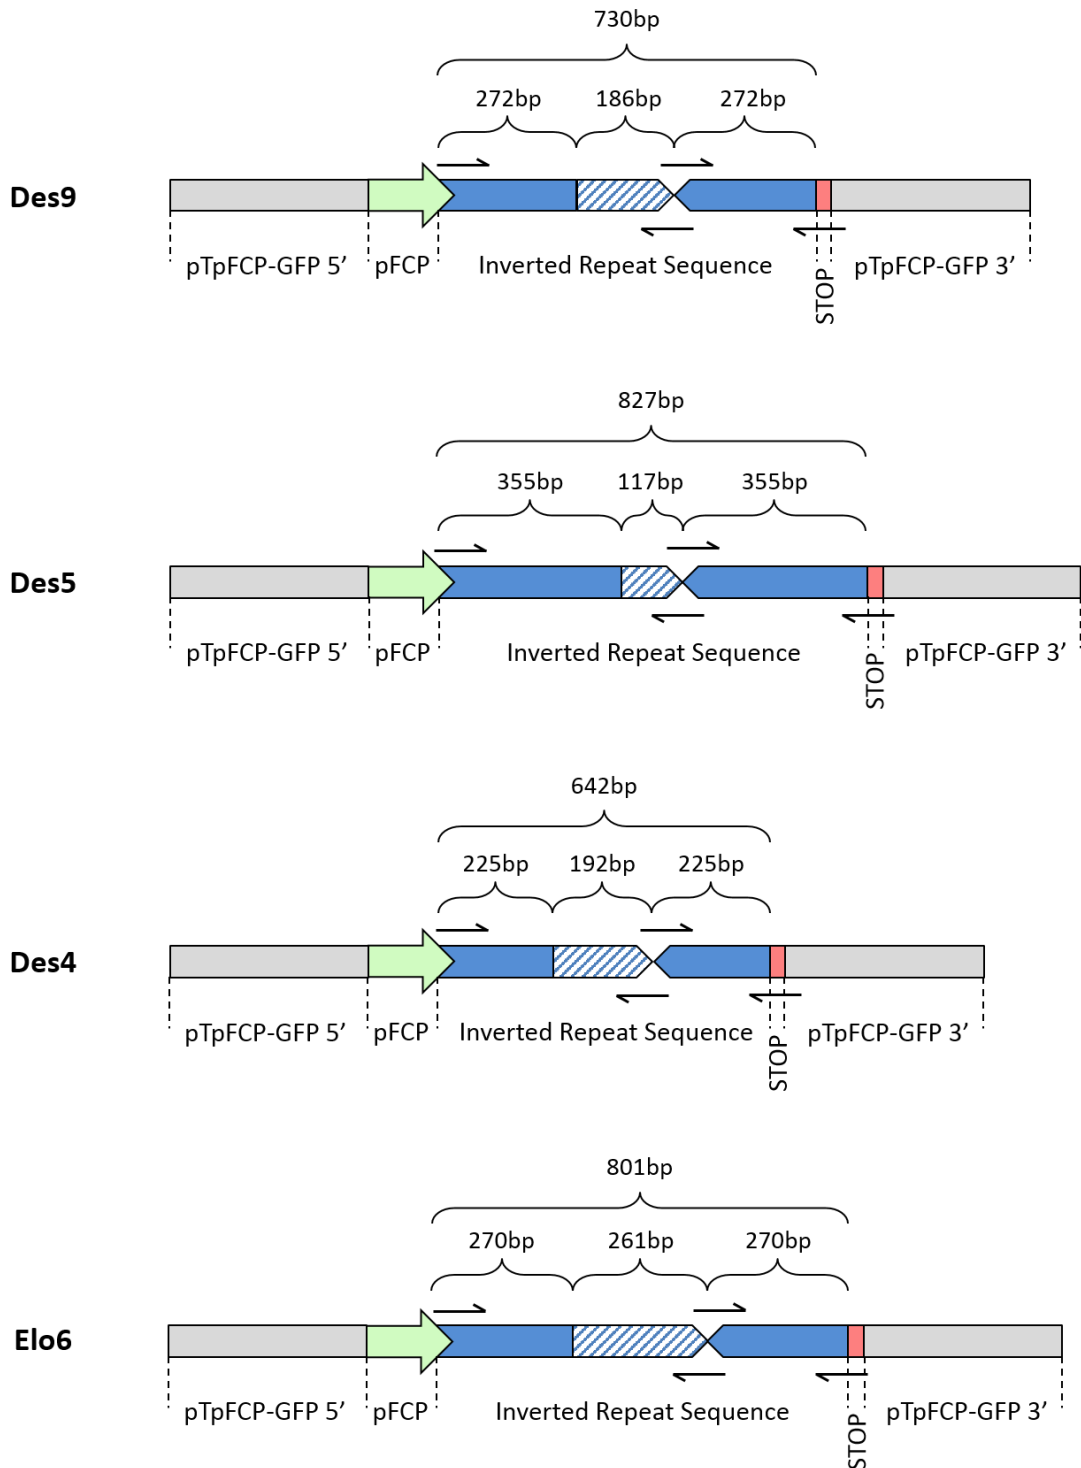 730bp
272bp 186bp 272bp
Des9
pTpFCP-GFP 5’ pFCP Inverted Repeat Sequence STOP pTpFCP-GFP 3’
827bp
355bp 117bp 355bp
Des5
pTpFCP-GFP 5’ pFCP Inverted Repeat Sequence STOP pTpFCP-GFP 3’
642bp
225bp 192bp 225bp
Des4
pTpFCP-GFP 5’ pFCP Inverted Repeat Sequence STOP pTpFCP-GFP 3’
801bp
270bp 261bp 270bp
Elo6
pTpFCP-GFP 5’ pFCP Inverted Repeat Sequence STOP pTpFCP-GFP 3’